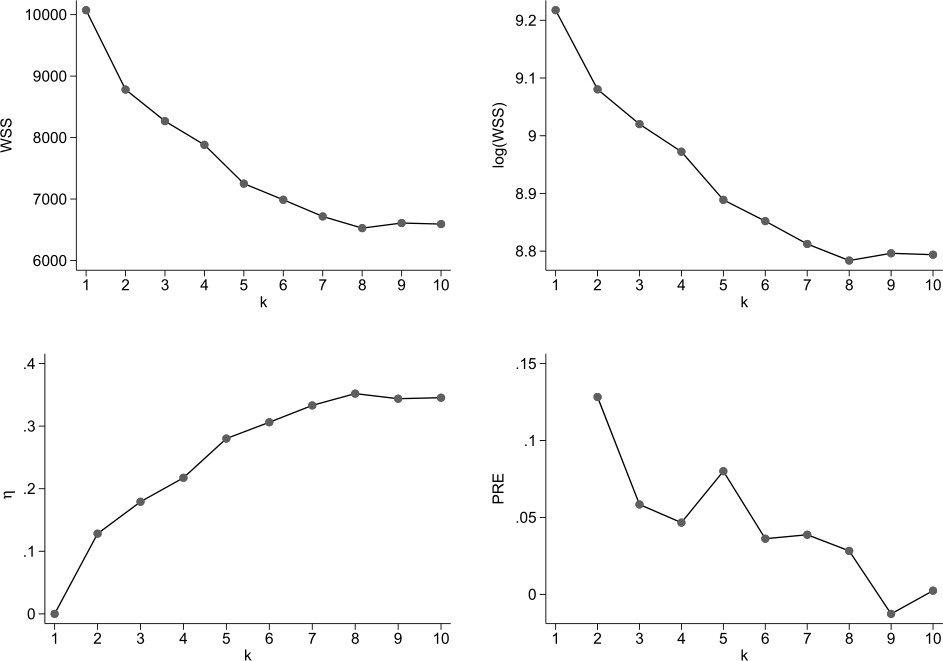 WSS
10000
9000
8000
7000
6000
1 2 3 4 5 6 7 8 9 10
k
log(WSS)
9.2
9.1
9
8.9
8.8
1 2 3 4 5 6 7 8 9 10
k
η
.4
.3
.2
.1
0
1 2 3 4 5 6 7 8 9 10
k
PRE
.15
.1
.05
0
1 2 3 4 5 6 7 8 9 10
k